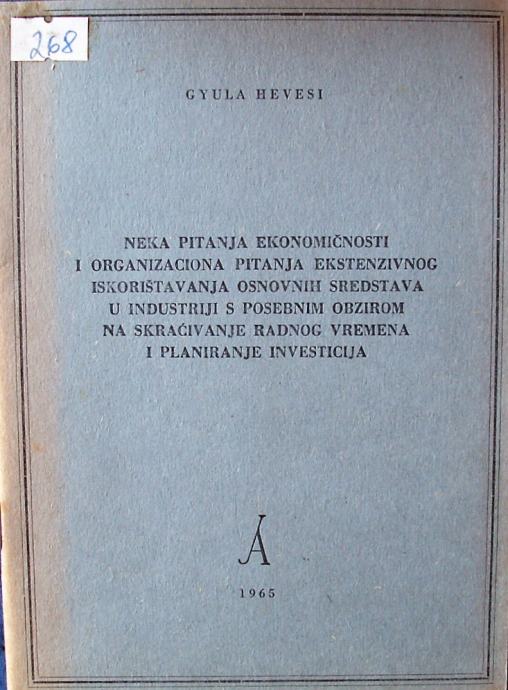 268
GYULA HEVESI
NEKA PITANJA EKONOMIČNOSTI
I ORGANIZACIONA PITANJA EKSTENZIVNOG
ISKORIŠTAVANJA OSNOVNIH SREDSTAVA
U INDUSTRIJI S POSEBNIM OBZIROM
NA SKRAĆIVANJE RADNOG VREMENA
I PLANIRANJE INVESTICIJA
Á
1965